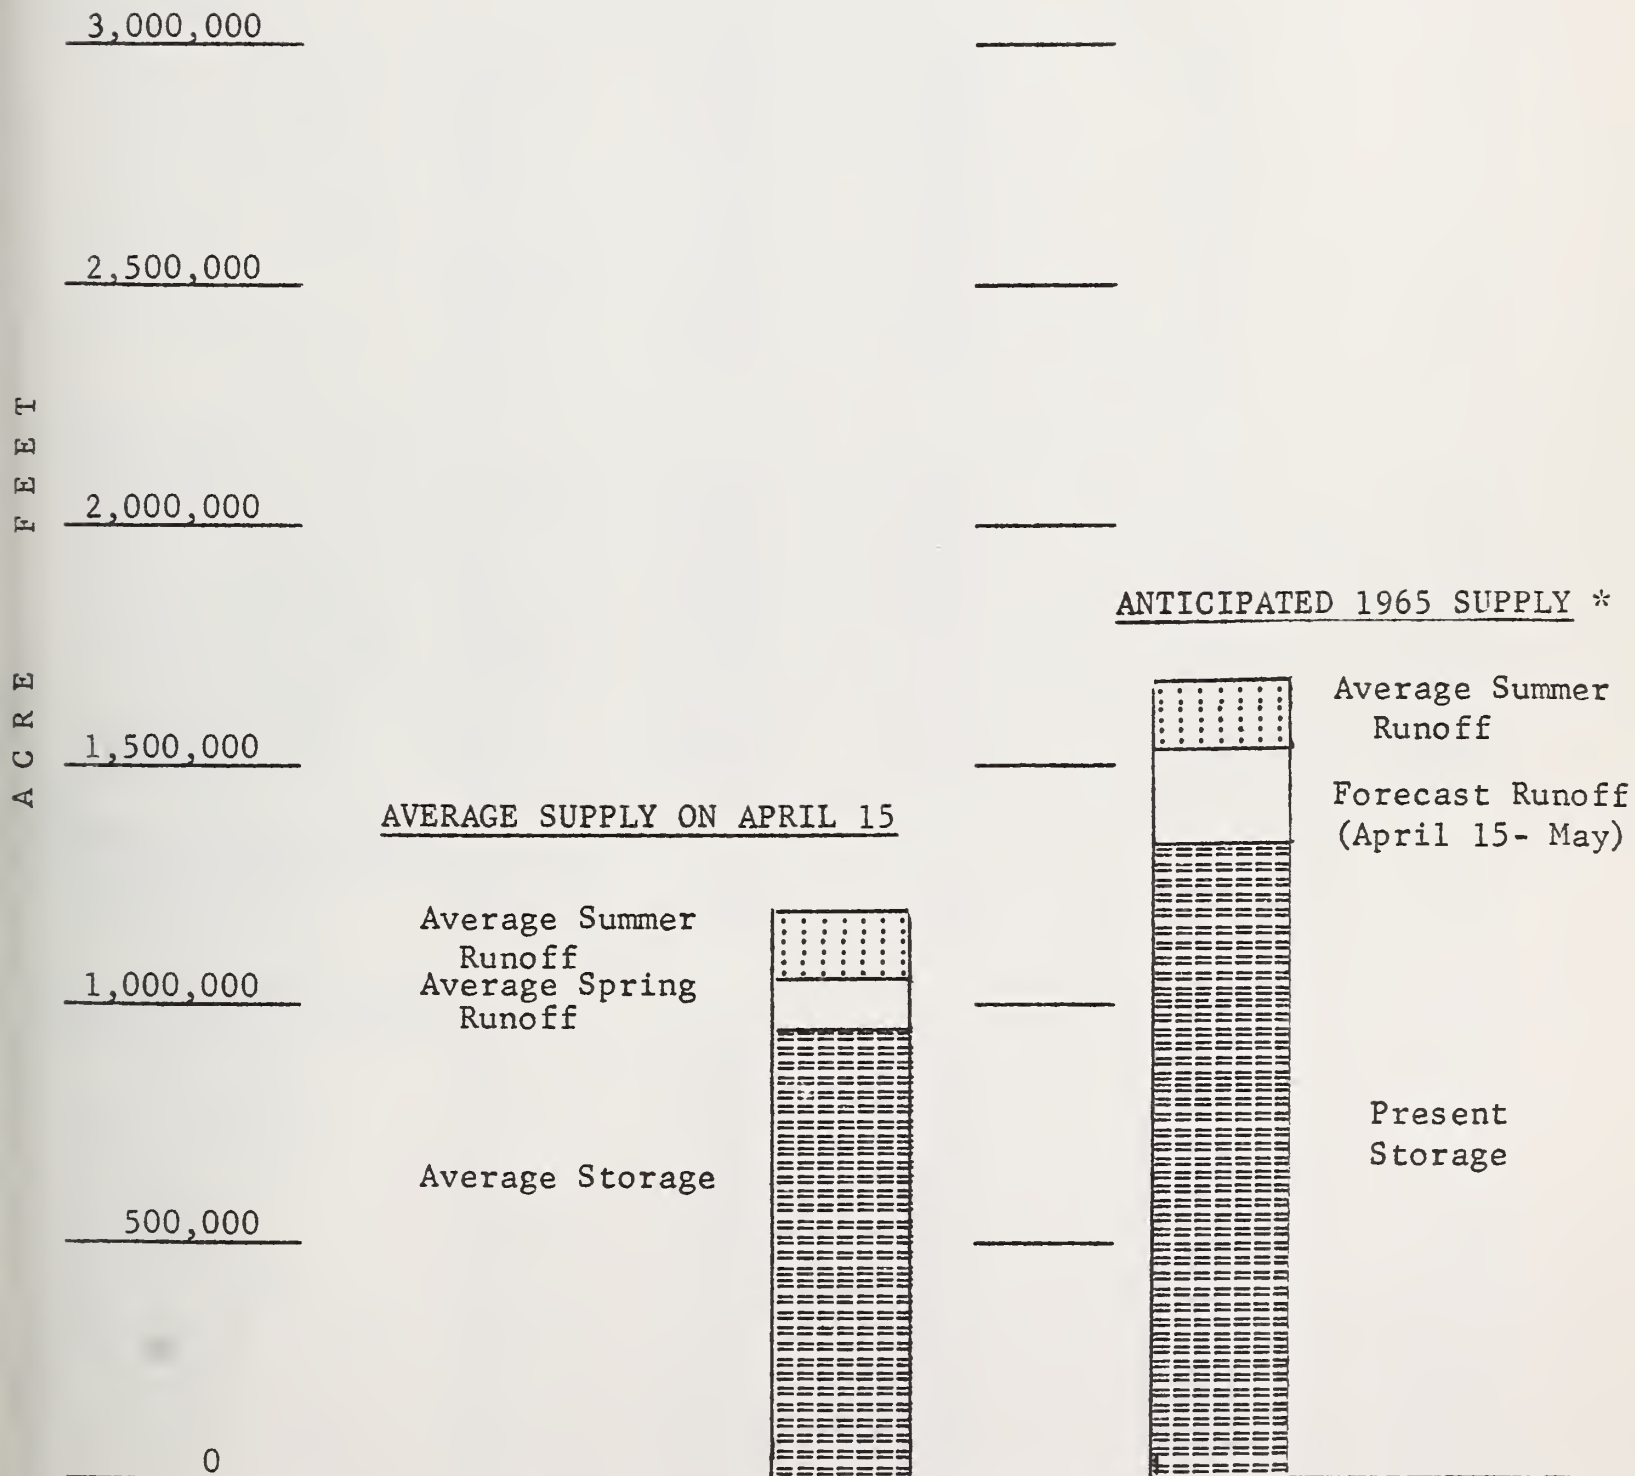 3,000,000
2,500,000
2,000,000
1,500,000
1,000,000
500,000
0
ACRE FEET
AVERAGE SUPPLY ON APRIL 15
Average Summer
Runoff
Average Spring
Runoff
Average Storage
ANTICIPATED 1965 SUPPLY *
Average Summer
Runoff
Forecast Runoff
(April 15- May)
Present
Storage